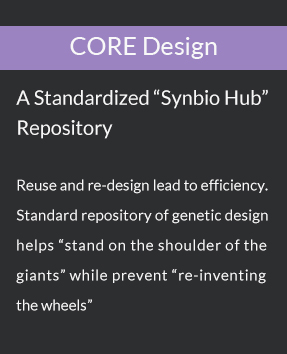 CORE Design
A Standardized “Synbio Hub”
Repository
Reuse and re-design lead to efficiency.
Standard repository of genetic design
helps “stand on the shoulder of the
giants” while prevent “re-inventing
the wheels”